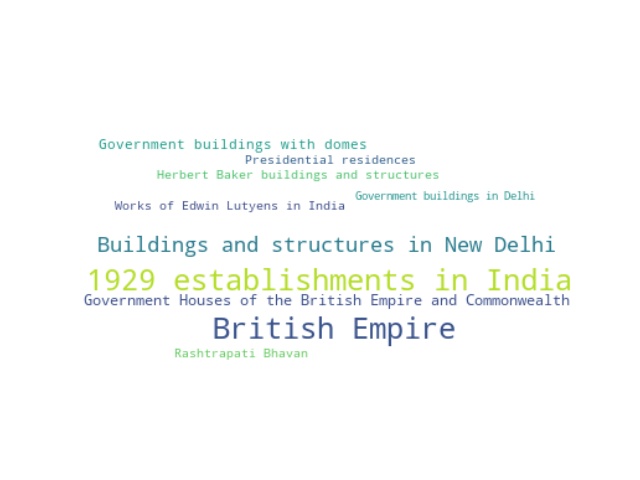 Government buildings with domes
Presidential residences
Herbert Baker buildings and structures
Government buildings in Delhi
Works of Edwin Lutyens in India
Buildings and structures in New Delhi
1929 establishments in India
Government Houses of the British Empire and Commonwealth
British Empire
Rashtrapati Bhavan